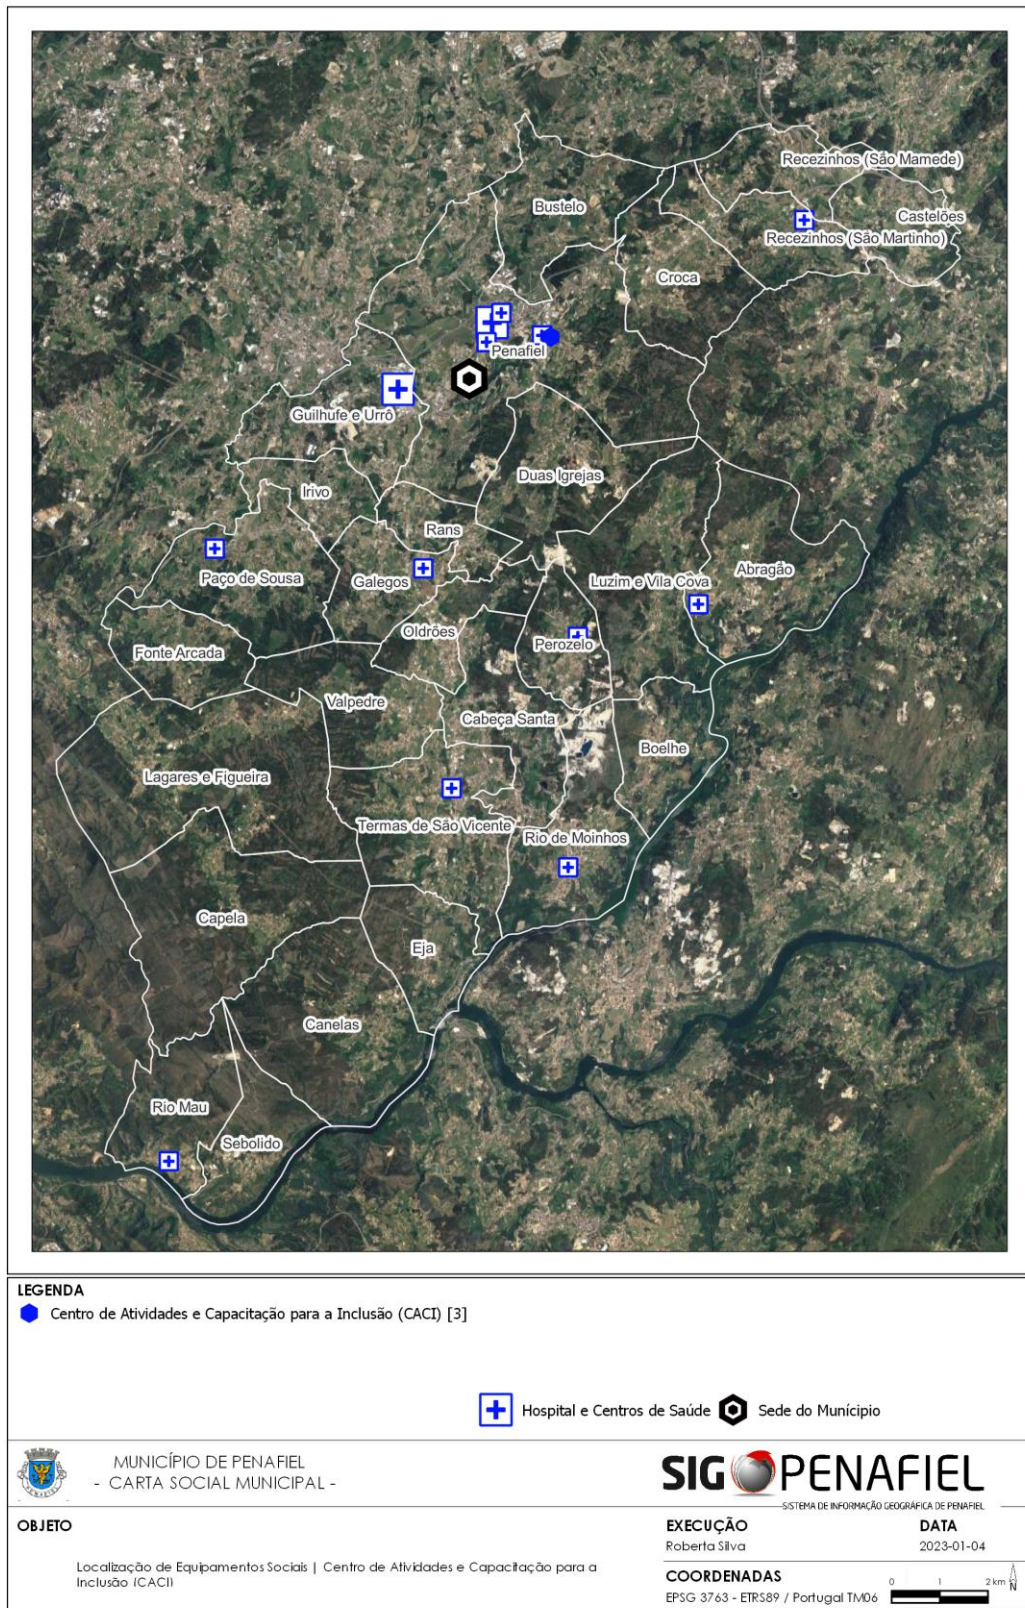 Recezinhos (São Mamede)
Bustelo
Castelões
Recezinhos (São Martinho)
Croca
Penafiel
Guilhufe e Urrô
Duas Igrejas
Irivo
Rans
Abragão
Paço de Sousa
Galegos
Luzim e Vila Cova
Oldrões
Perozelo
Fonte Arcada
Valpedre
Cabeça Santa
Boelhe
Lagares e Figueira
Termas de São Vicente
Rio de Moinhos
Capela
Eja
Canelas
Rio Mau
Sebolido
LEGENDA
Centro de Atividades e Capacitação para a Inclusão (CACI) [3]
Hospital e Centros de Saúde
Sede do Munícipio
MUNICÍPIO DE PENAFIEL
- CARTA SOCIAL MUNICIPAL -
SIG PENAFIEL
SISTEMA DE INFORMAÇÃO GEOGRÁFICA DE PENAFIEL
OBJETO
Localização de Equipamentos Sociais | Centro de Atividades e Capacitação para a
Inclusão (CACI)
EXECUÇÃO
Roberta Silva
DATA
2023-01-04
COORDENADAS
EPSG 3763 - ETRS89 / Portugal TM06
0 1 2 km
N